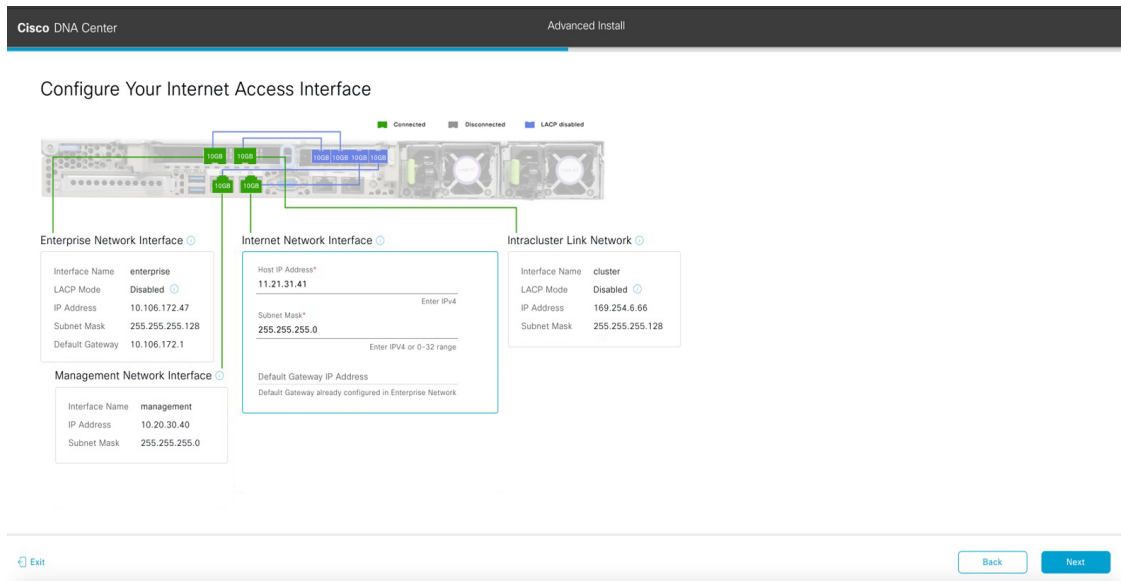 Cisco DNA Center
Advanced Install
Configure Your Internet Access Interface
Connected Disconnected LACP disabled
10GB 10GB 10GB 10GB 10GB 10GB
10GB 10GB
Enterprise Network Interface
Interface Name enterprise
LACP Mode Disabled
IP Address 10.106.172.47
Subnet Mask 255.255.255.128
Default Gateway 10.106.172.1
Management Network Interface
Interface Name management
IP Address 10.20.30.40
Subnet Mask 255.255.255.0
Internet Network Interface
Host IP Address*
11.21.31.41
Enter IPv4
Subnet Mask*
255.255.255.0
Enter IPV4 or 0-32 range
Default Gateway IP Address
Default Gateway already configured in Enterprise Network
Intracluster Link Network
Interface Name cluster
LACP Mode Disabled
IP Address 169.254.6.66
Subnet Mask 255.255.255.128
Exit
Back
Next